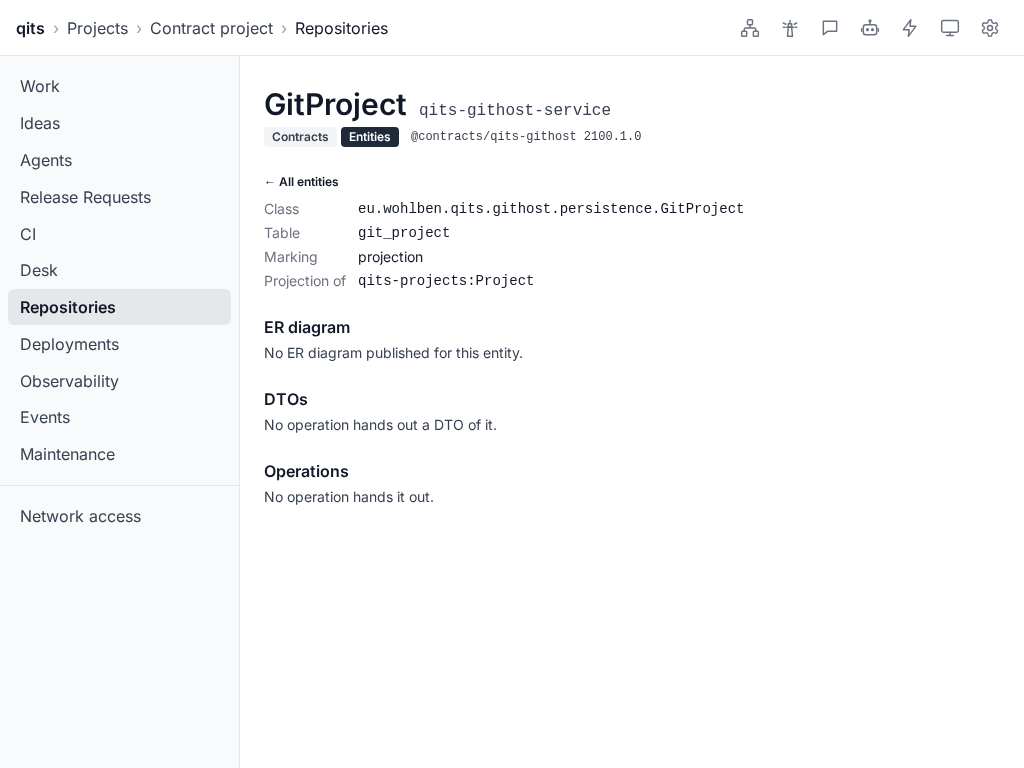 qits › Projects › Contract project › Repositories
Work
Ideas
Agents
Release Requests
CI
Desk
Repositories
Deployments
Observability
Events
Maintenance
Network access
GitProject qits-githost-service
Contracts Entities @contracts/qits-githost 2100.1.0
← All entities
Class eu.wohlben.qits.githost.persistence.GitProject
Table git_project
Marking projection
Projection of qits-projects:Project
ER diagram
No ER diagram published for this entity.
DTOs
No operation hands out a DTO of it.
Operations
No operation hands it out.